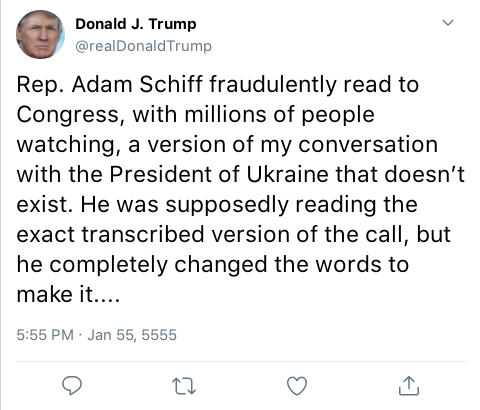 Donald J. Trump
@realDonaldTrump
Rep. Adam Schiff fraudulently read to
Congress, with millions of people
watching, a version of my conversation
with the President of Ukraine that doesn’t
exist. He was supposedly reading the
exact transcribed version of the call, but
he completely changed the words to
make it....
5:55 PM · Jan 55, 5555